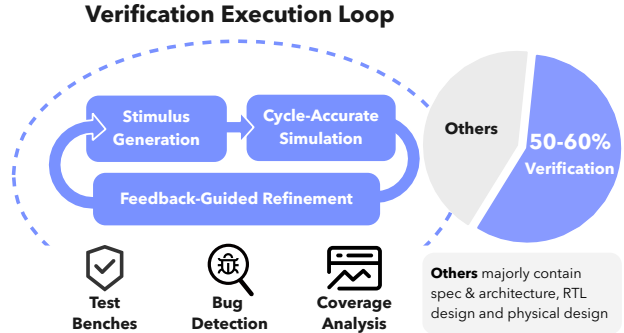 Verification Execution Loop
Stimulus
Generation
Cycle-Accurate
Simulation
Feedback-Guided Refinement
Test
Benches
Bug
Detection
Coverage
Analysis
Others
50-60%
Verification
Others majorly contain
spec & architecture, RTL
design and physical design